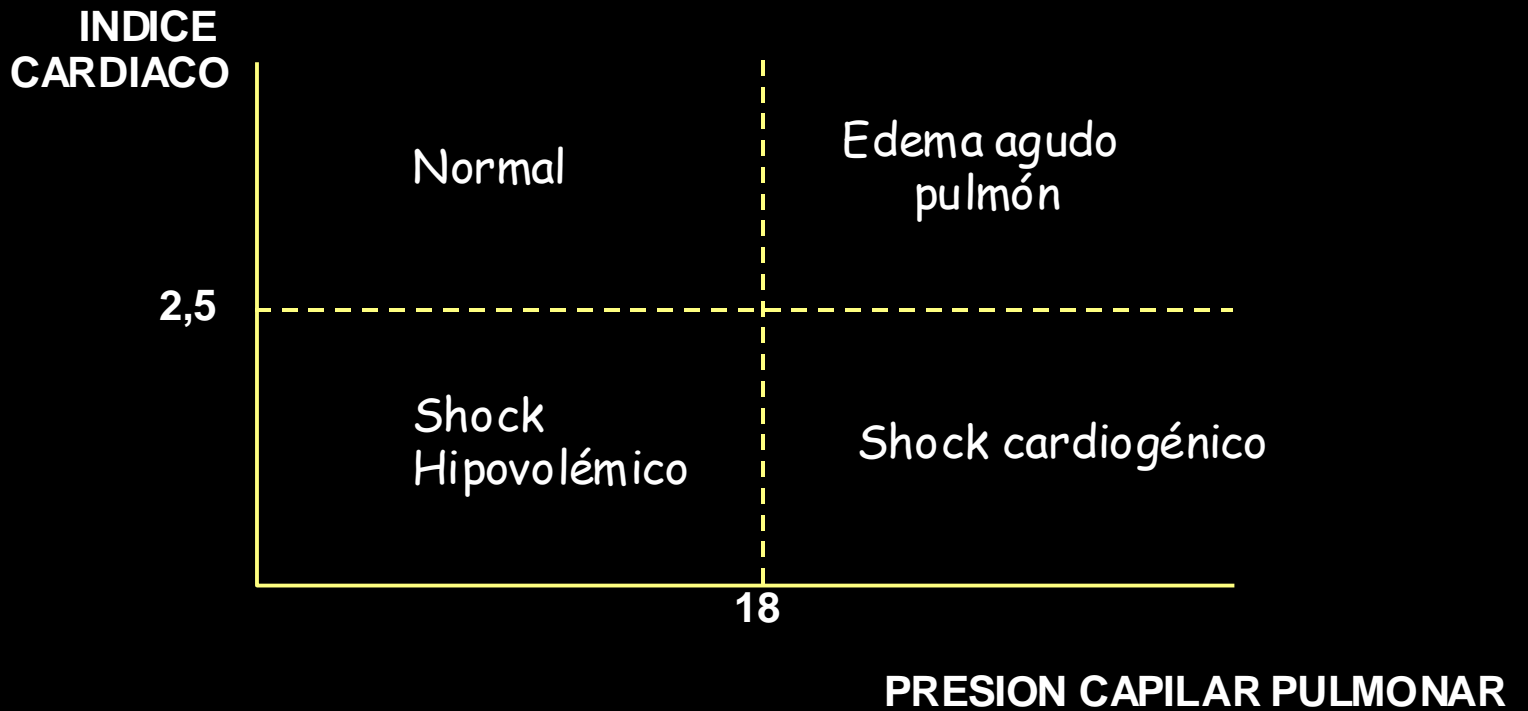 INDICE
CARDIACO
Normal
Edema agudo
pulmón
2,5
Shock
Hipovolémico
Shock cardiogénico
18
PRESION CAPILAR PULMONAR